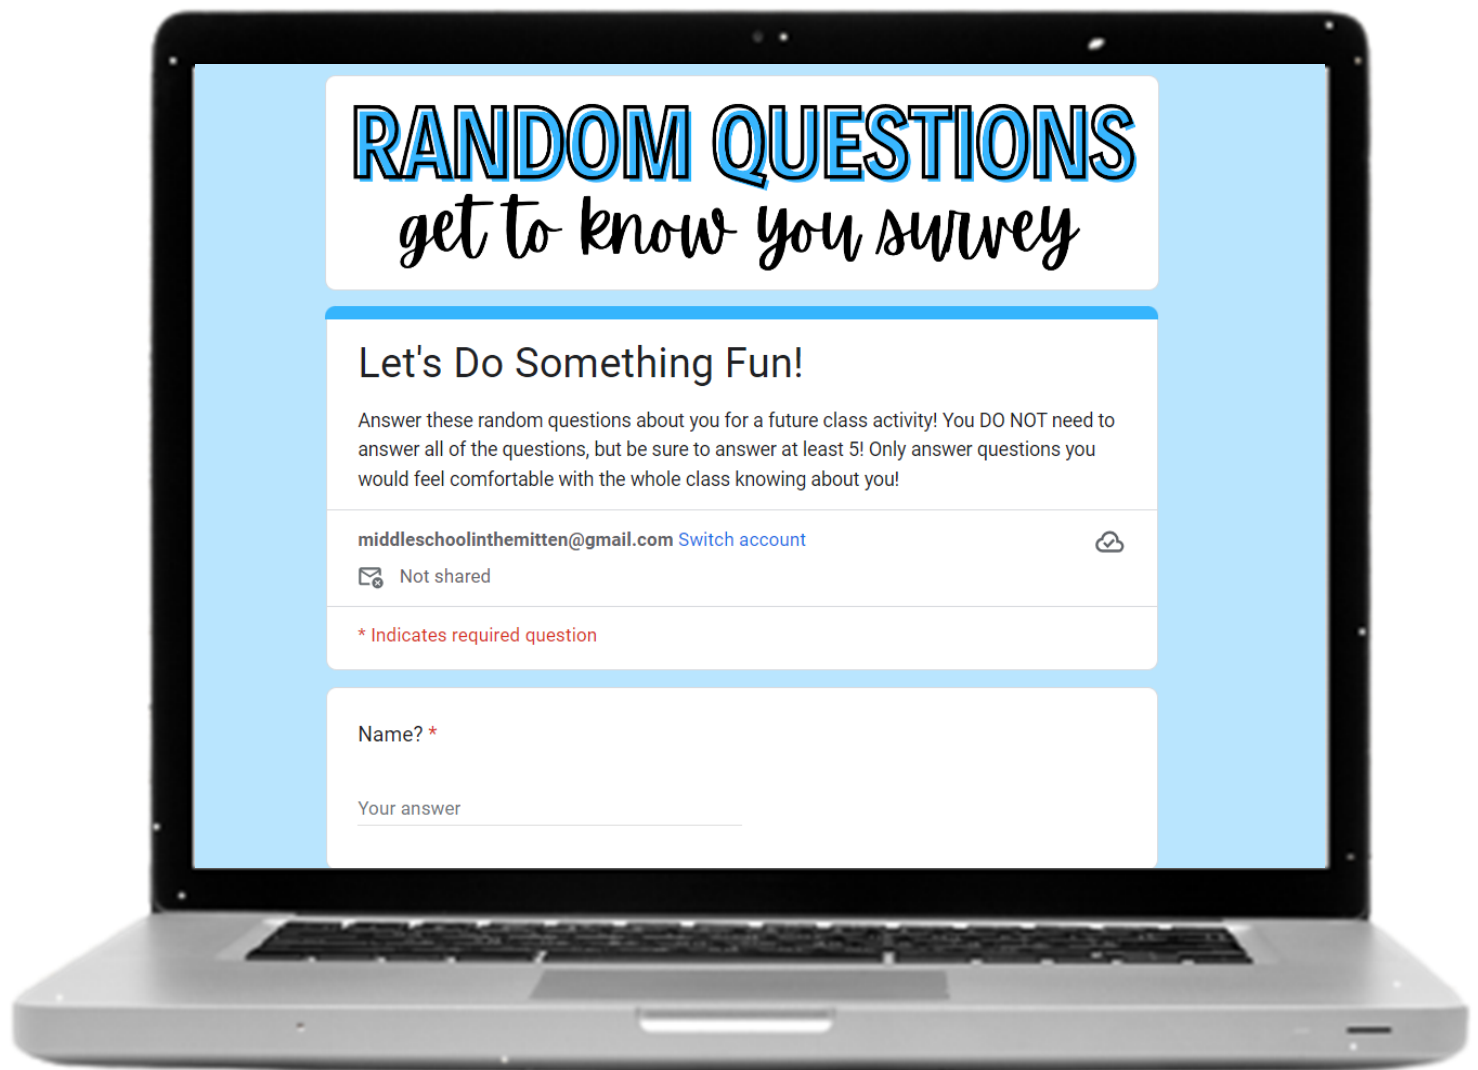 RANDOM QUESTIONS
get to know you survey
Let's Do Something Fun!
Answer these random questions about you for a future class activity! You DO NOT need to
answer all of the questions, but be sure to answer at least 5! Only answer questions you
would feel comfortable with the whole class knowing about you!
middleschoolinthemitten@gmail.com Switch account
Not shared
* Indicates required question
Name? *
Your answer